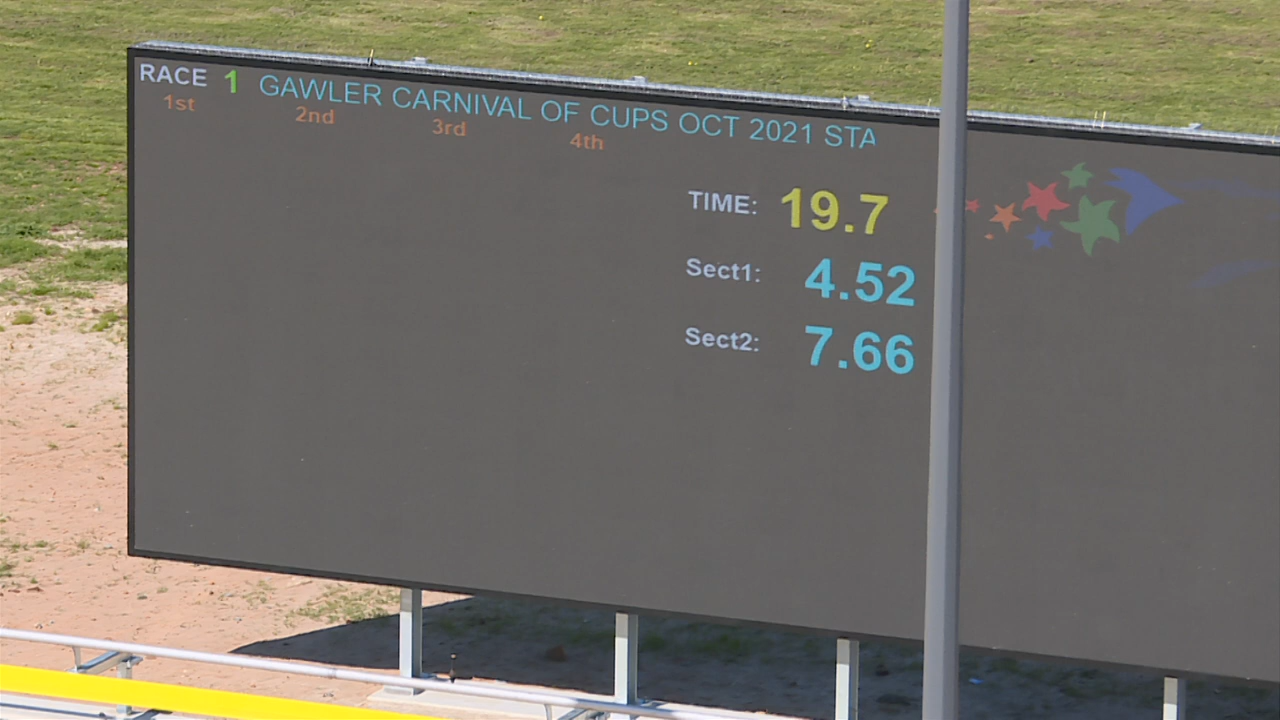 RACE 1 GAWLER CARNIVAL OF CUPS OCT 2021 STA
1st 2nd 3rd 4th
TIME: 19.7
Sect1: 4.52
Sect2: 7.66